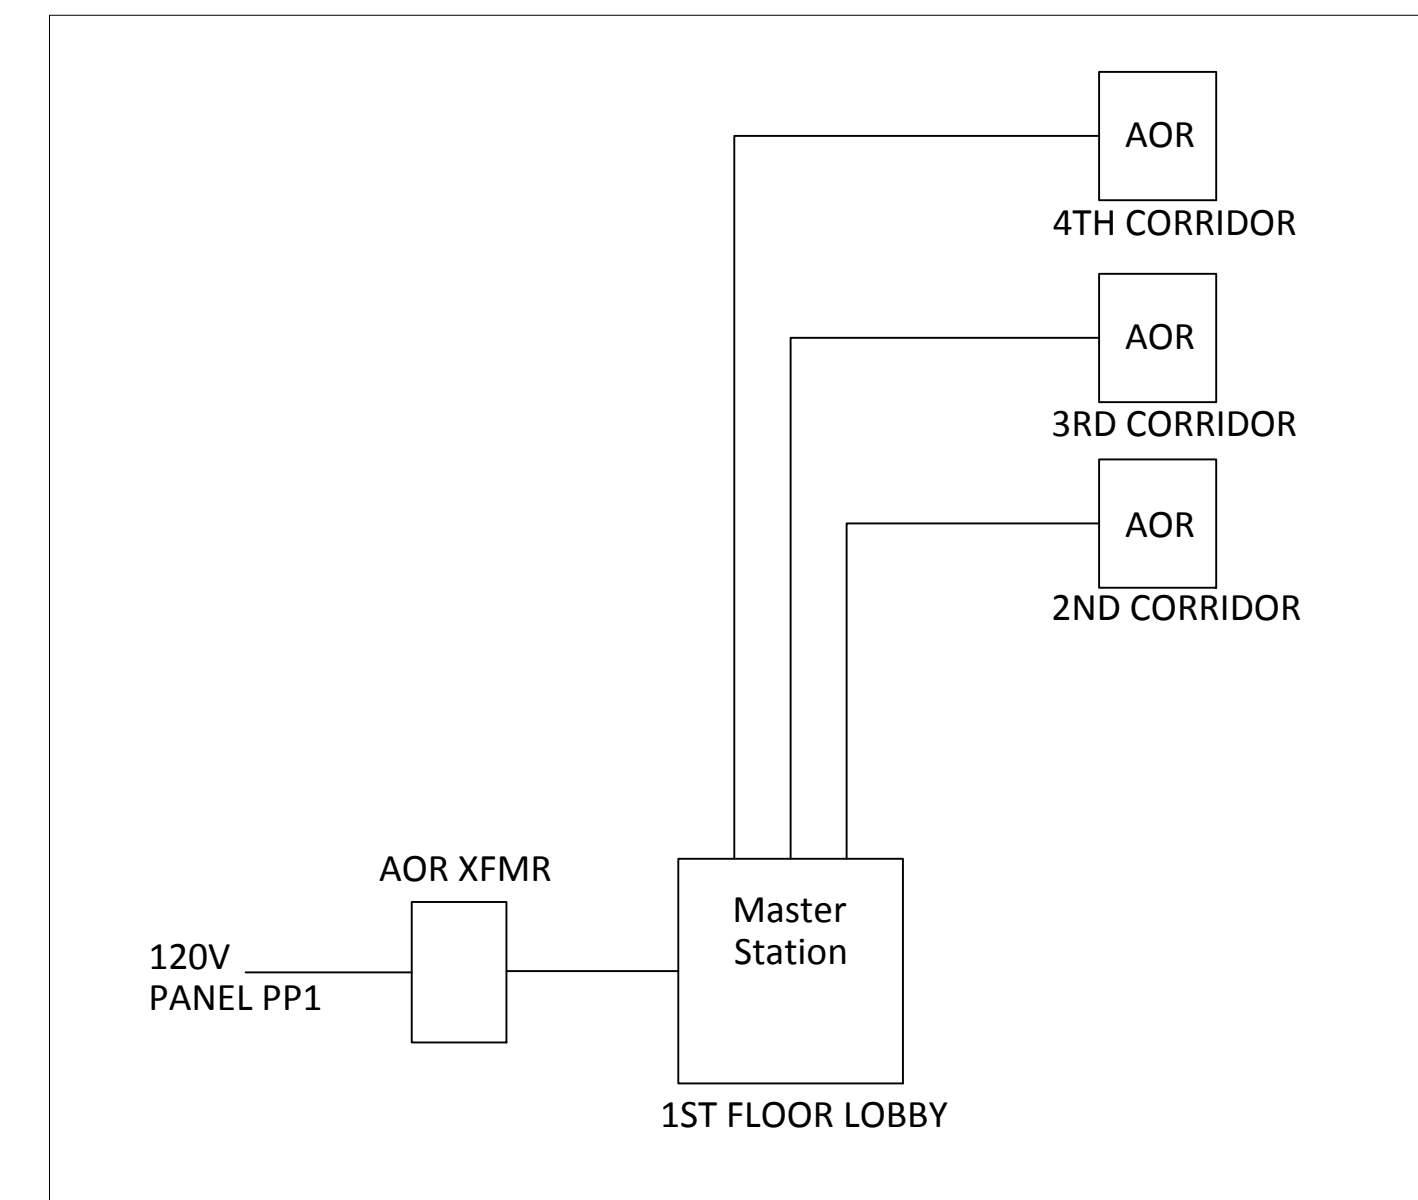 AOR
4TH CORRIDOR
AOR
3RD CORRIDOR
AOR
2ND CORRIDOR
AOR XFMR
120V
PANEL PP1
Master
Station
1ST FLOOR LOBBY